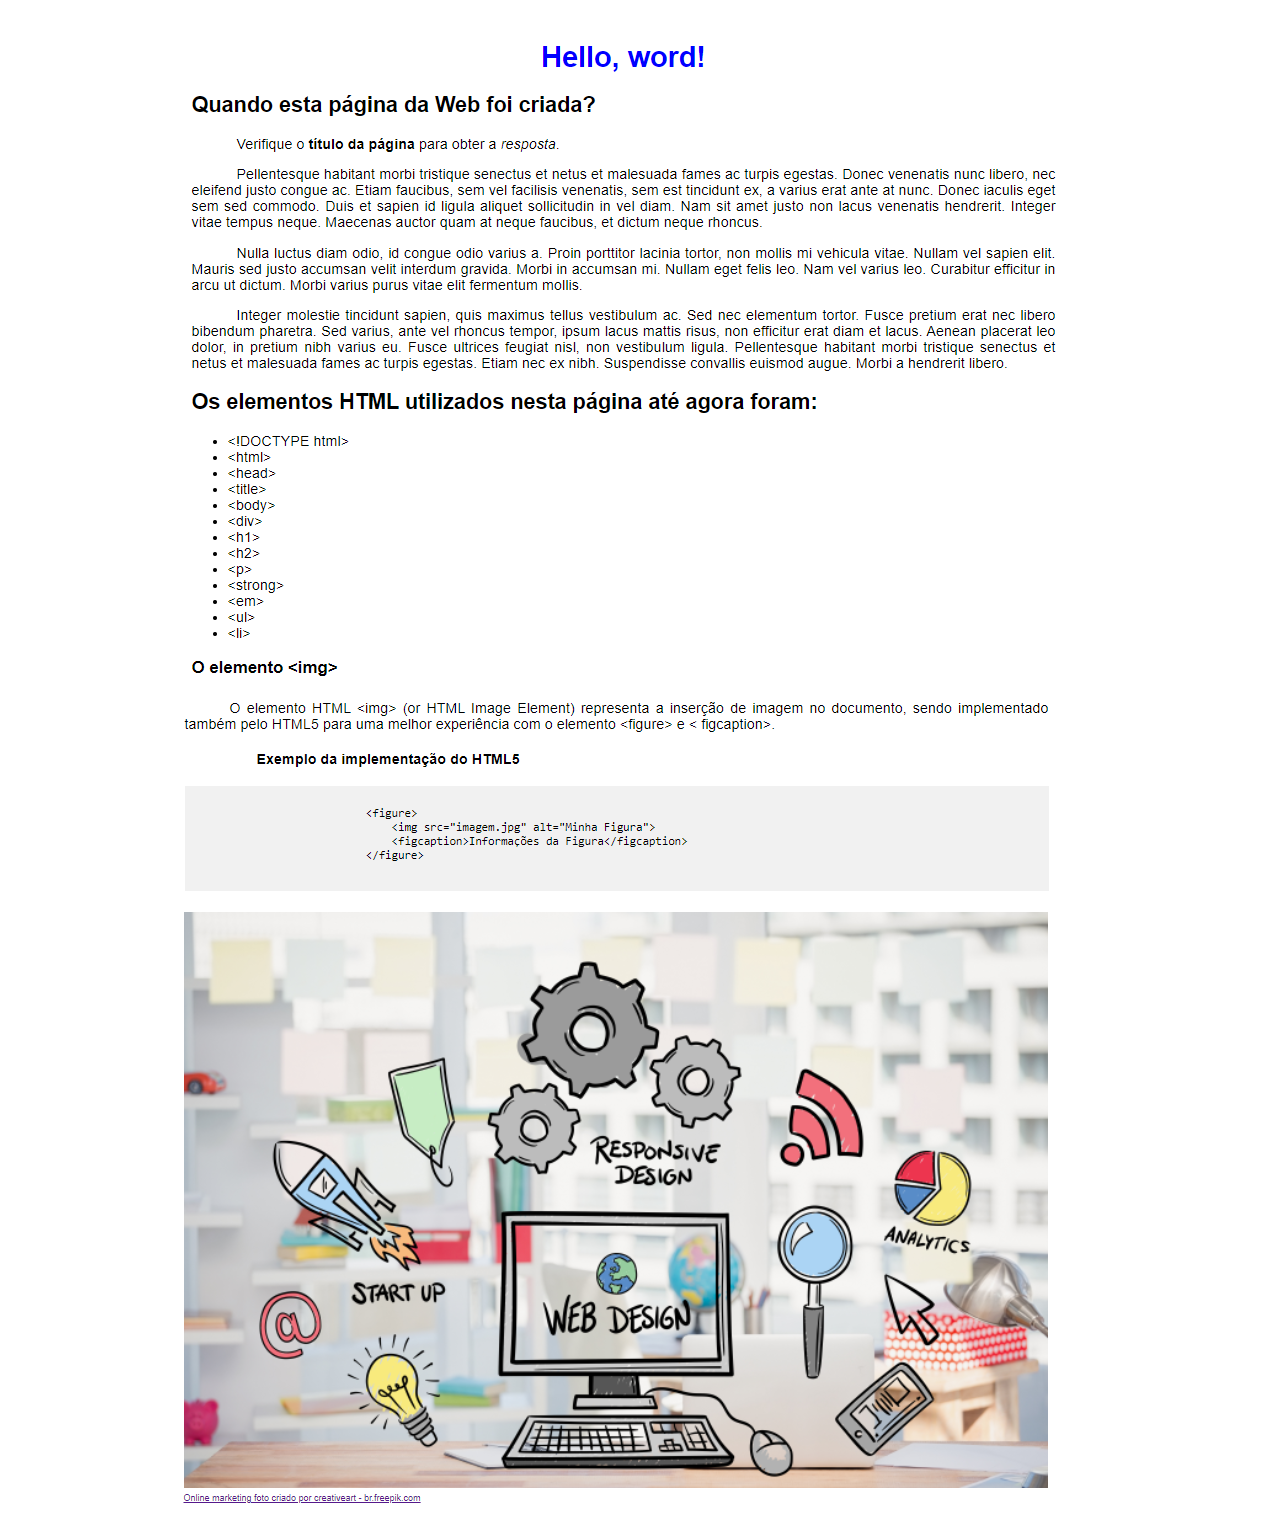 Hello, word!
Quando esta página da Web foi criada?
Verifique o título da página para obter a resposta.
Pellentesque habitant morbi tristique senectus et netus et malesuada fames ac turpis egestas. Donec venenatis nunc libero, nec
eleifend justo congue ac. Etiam faucibus, sem vel facilisis venenatis, sem est tincidunt ex, a varius erat ante at nunc. Donec iaculis eget
sem sed commodo. Duis et sapien id ligula aliquet sollicitudin in vel diam. Nam sit amet justo non lacus venenatis hendrerit. Integer
vitae tempus neque. Maecenas auctor quam at neque faucibus, et dictum neque rhoncus.
Nulla luctus diam odio, id congue odio varius a. Proin porttitor lacinia tortor, non mollis mi vehicula vitae. Nullam vel sapien elit.
Mauris sed justo accumsan velit interdum gravida. Morbi in accumsan mi. Nullam eget felis leo. Nam vel varius leo. Curabitur efficitur in
arcu ut dictum. Morbi varius purus vitae elit fermentum mollis.
Integer molestie tincidunt sapien, quis maximus tellus vestibulum ac. Sed nec elementum tortor. Fusce pretium erat nec libero
bibendum pharetra. Sed varius, ante vel rhoncus tempor, ipsum lacus mattis risus, non efficitur erat diam et lacus. Aenean placerat leo
dolor, in pretium nibh varius eu. Fusce ultrices feugiat nisl, non vestibulum ligula. Pellentesque habitant morbi tristique senectus et
netus et malesuada fames ac turpis egestas. Etiam nec ex nibh. Suspendisse convallis euismod augue. Morbi a hendrerit libero.
Os elementos HTML utilizados nesta página até agora foram:
• <!DOCTYPE html>
• <html>
• <head>
• <title>
• <body>
• <div>
• <h1>
• <h2>
• <p>
• <strong>
• <em>
• <ul>
• <li>
O elemento <img>
O elemento HTML <img> (or HTML Image Element) representa a inserção de imagem no documento, sendo implementado
também pelo HTML5 para uma melhor experiência com o elemento <figure> e < figcaption>.
Exemplo da implementação do HTML5
<figure>
<img src="imagem.jpg" alt="Minha Figura">
<figcaption>Informações da Figura</figcaption>
</figure>
RESPONSIVE
DESIGN
ANALYTICS
START UP
@
WEB DESIGN
Online marketing foto criado por creativeart - br.freepik.com